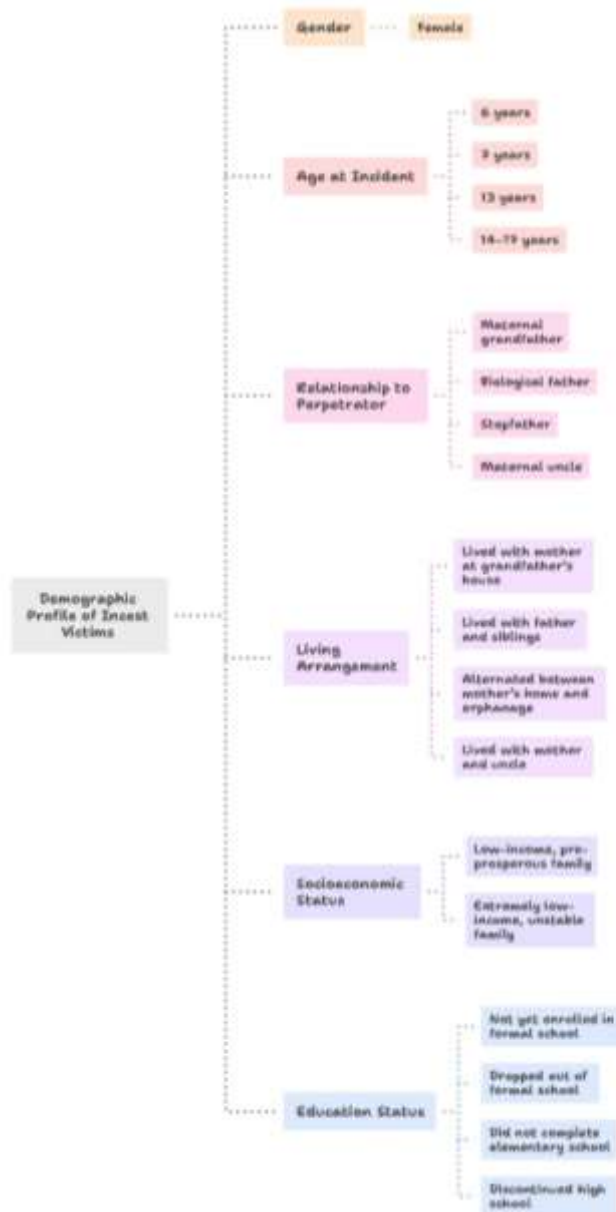 Gender
Female
Age at Incident
6 years
13 years
Relationship to
Perpetrator
Maternal
grandfather
Biological father
Stepfather
Maternal uncle
Demographic
Profile of Incest
Victims
Living
Arrangement
Lived with mother
at grandfather's
house
Lived with father
and siblings
Alternated between
mother's home and
orphanage
Lived with mother
and uncle
Socioeconomic
Status
Low-income, pre-
prosperous family
Extremely low-
income, unstable
family
Education Status
Not yet enrolled in
formal school
Dropped out of
formal school
Did not complete
elementary school
Discontinued high
school